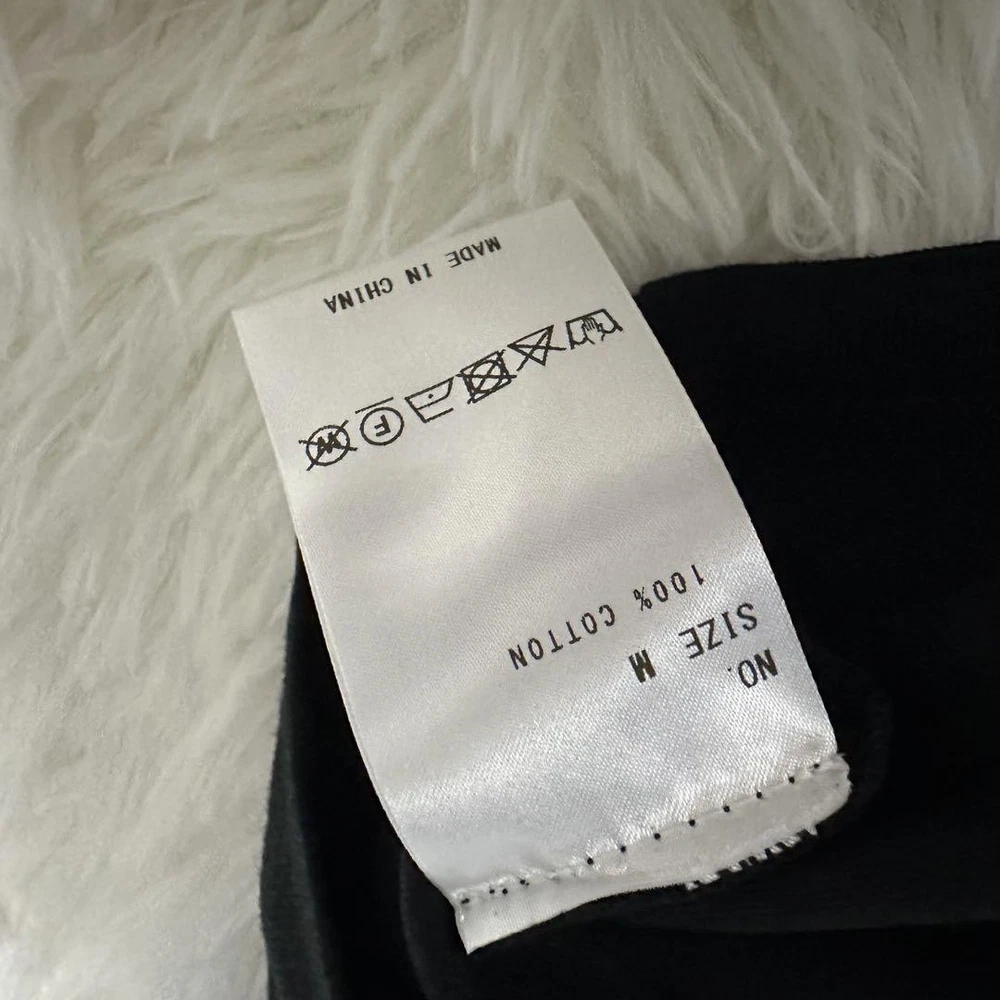 NO.
SIZE M
100% COTTON
F
W
MADE IN CHINA